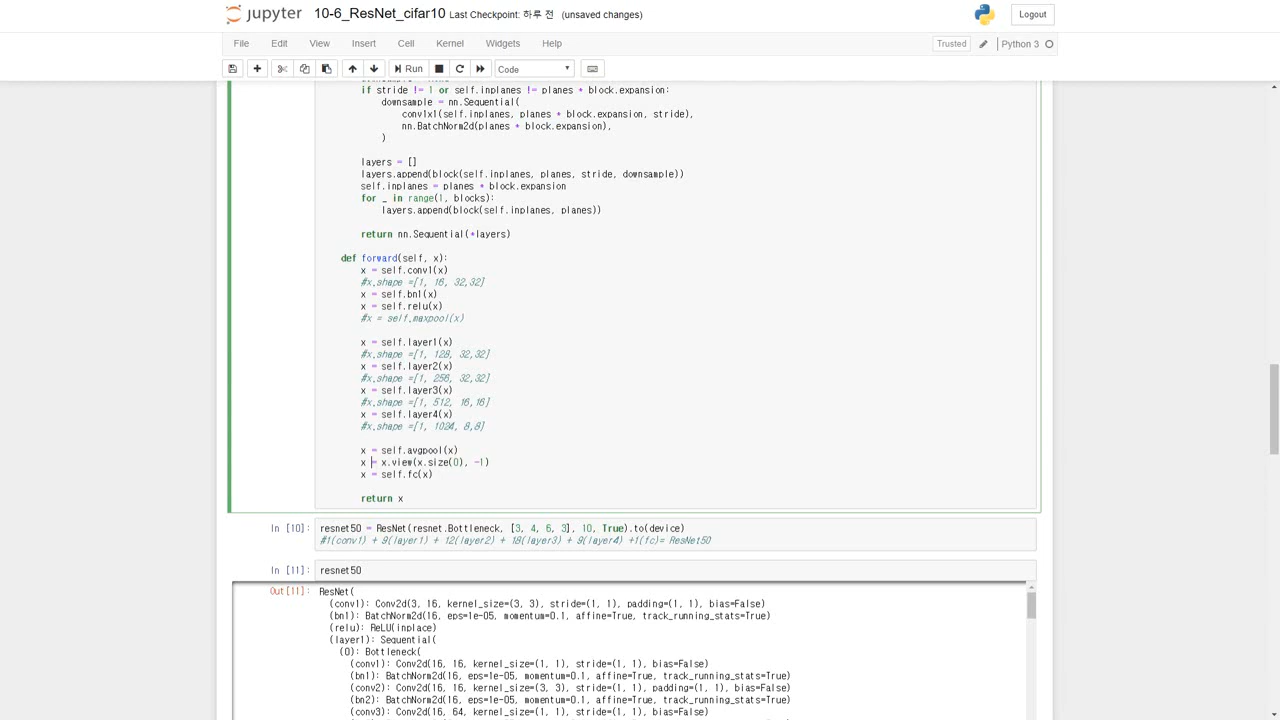 jupyter 10-6_ResNet_cifar10 Last Checkpoint: 하루 전 (unsaved changes) Logout
File Edit View Insert Cell Kernel Widgets Help Trusted Python 3
Run Code
if stride != 1 or self.inplanes != planes * block.expansion:
downsample = nn.Sequential(
conv1x1(self.inplanes, planes * block.expansion, stride),
nn.BatchNorm2d(planes * block.expansion),
)
layers = []
layers.append(block(self.inplanes, planes, stride, downsample))
self.inplanes = planes * block.expansion
for _ in range(1, blocks):
layers.append(block(self.inplanes, planes))
return nn.Sequential(*layers)
def forward(self, x):
x = self.conv1(x)
#x.shape =[1, 16, 32,32]
x = self.bn1(x)
x = self.relu(x)
#x = self.maxpool(x)
x = self.layer1(x)
#x.shape =[1, 128, 32,32]
x = self.layer2(x)
#x.shape =[1, 256, 32,32]
x = self.layer3(x)
#x.shape =[1, 512, 16,16]
x = self.layer4(x)
#x.shape =[1, 1024, 8,8]
x = self.avgpool(x)
x = x.view(x.size(0), -1)
x = self.fc(x)
return x
In [10]: resnet50 = ResNet(resnet.Bottleneck, [3, 4, 6, 3], 10, True).to(device)
#1(conv1) + 9(layer1) + 12(layer2) + 18(layer3) + 9(layer4) +1(fc)= ResNet50
In [11]: resnet50
Out[11]: ResNet(
(conv1): Conv2d(3, 16, kernel_size=(3, 3), stride=(1, 1), padding=(1, 1), bias=False)
(bn1): BatchNorm2d(16, eps=1e-05, momentum=0.1, affine=True, track_running_stats=True)
(relu): ReLU(inplace)
(layer1): Sequential(
(0): Bottleneck(
(conv1): Conv2d(16, 16, kernel_size=(1, 1), stride=(1, 1), bias=False)
(bn1): BatchNorm2d(16, eps=1e-05, momentum=0.1, affine=True, track_running_stats=True)
(conv2): Conv2d(16, 16, kernel_size=(3, 3), stride=(1, 1), padding=(1, 1), bias=False)
(bn2): BatchNorm2d(16, eps=1e-05, momentum=0.1, affine=True, track_running_stats=True)
(conv3): Conv2d(16, 64, kernel_size=(1, 1), stride=(1, 1), bias=False)